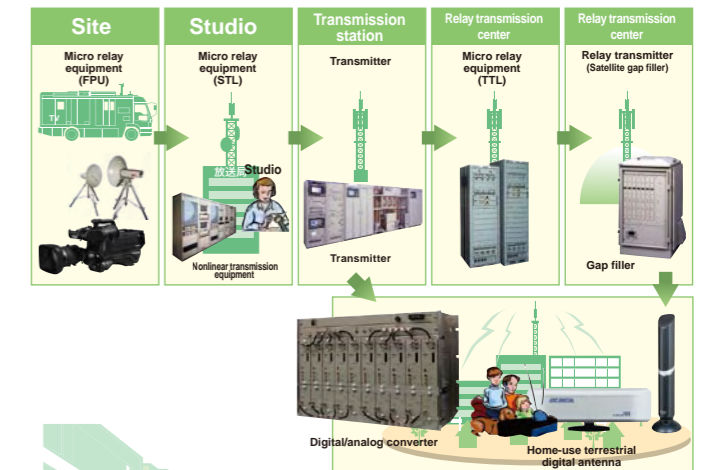 Site
Studio
Transmission
station
Relay transmission
center
Relay transmission
center
Micro relay
equipment
(FPU)
Micro relay
equipment
(STL)
Transmitter
Micro relay
equipment
(TTL)
Relay transmitter
(Satellite gap filler)
TV
放送局
Studio
Nonlinear transmission
equipment
Transmitter
Gap filler
Digital/analog converter
Home-use terrestrial
digital antenna